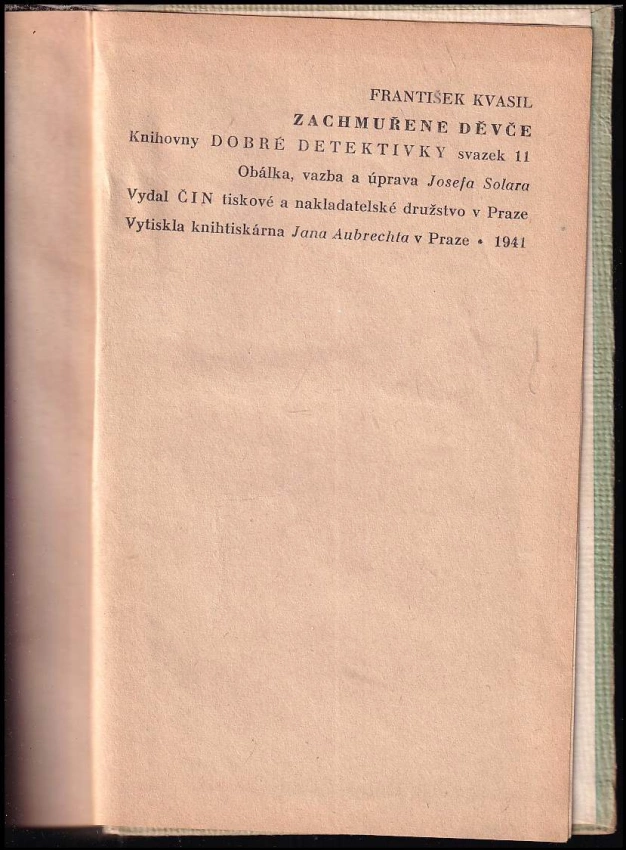 FRANTIŠEK KVASIL
ZACHMUŘENÉ DĚVČE
Knihovny DOBRÉ DETEKTIVKY svazek 11
Obálka, vazba a úprava Josefa Solara
Vydal ČIN tiskové a nakladatelské družstvo v Praze
Vytiskla knihtiskárna Jana Aubrechta v Praze • 1941